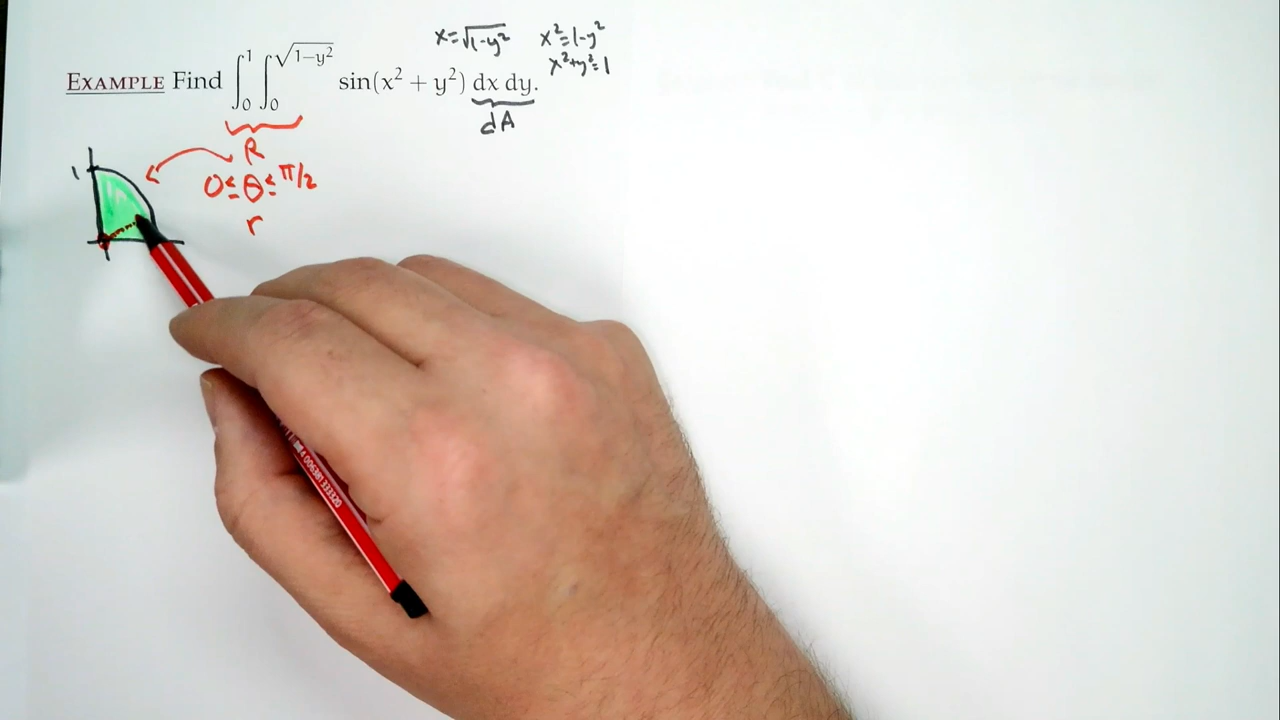 x=√1-y² x²=1-y²
x²+y²=1
EXAMPLE Find ∫₀¹ ∫₀^√(1−y²) sin(x² + y²) dx dy.
dA
R
1
0≤θ≤π/2
r